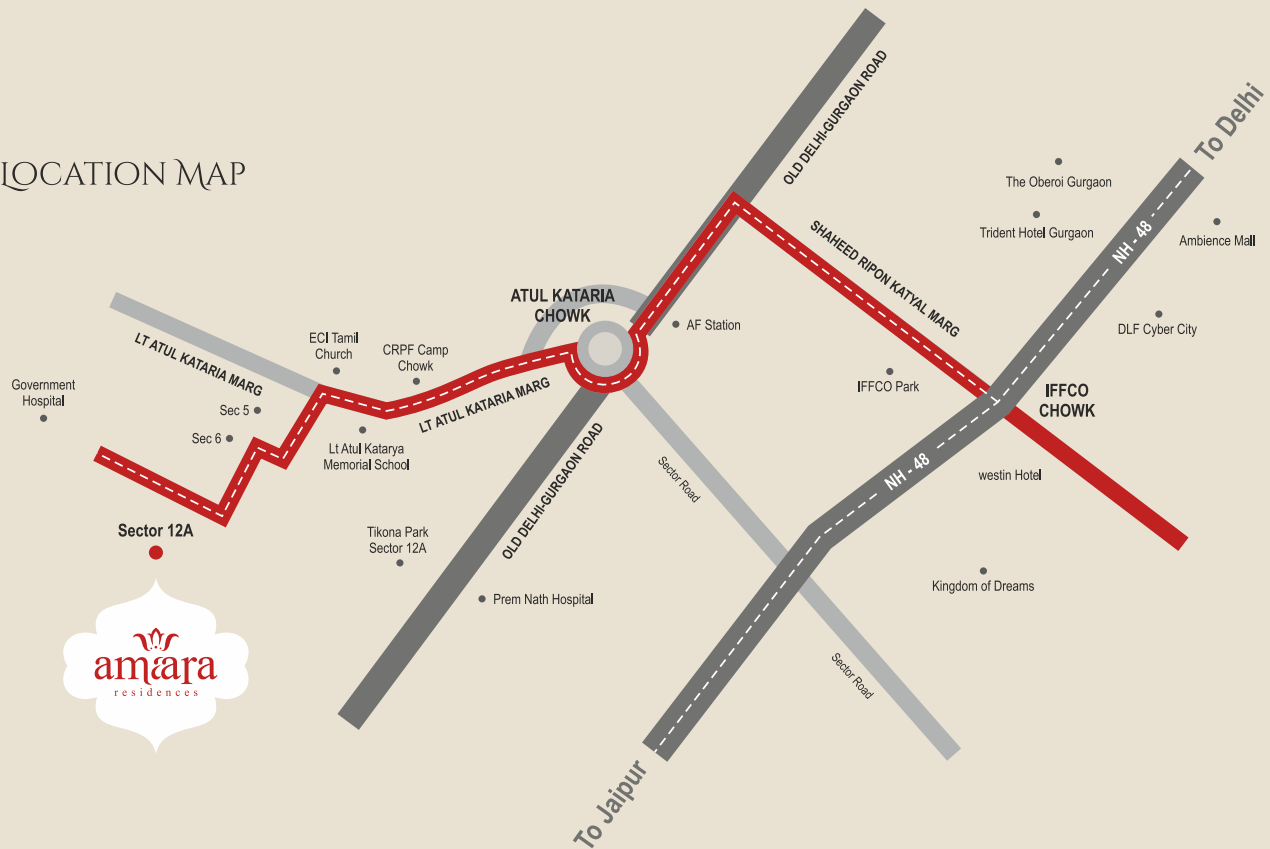 LOCATION MAP
OLD DELHI-GURGAON ROAD
To Delhi
The Oberoi Gurgaon
Trident Hotel Gurgaon
NH - 48
Ambience Mall
SHAHEED RIPON KATYAL MARG
ATUL KATARIA
CHOWK
AF Station
DLF Cyber City
LT ATUL KATARIA MARG
ECI Tamil
Church
CRPF Camp
Chowk
IFFCO Park
IFFCO
CHOWK
Government
Hospital
Sec 5
Sec 6
LT ATUL KATARIA MARG
Lt Atul Katarya
Memorial School
OLD DELHI-GURGAON ROAD
Sector Road
NH - 48
westin Hotel
Sector 12A
Tikona Park
Sector 12A
Prem Nath Hospital
Kingdom of Dreams
amaara
residences
Sector Road
To Jaipur